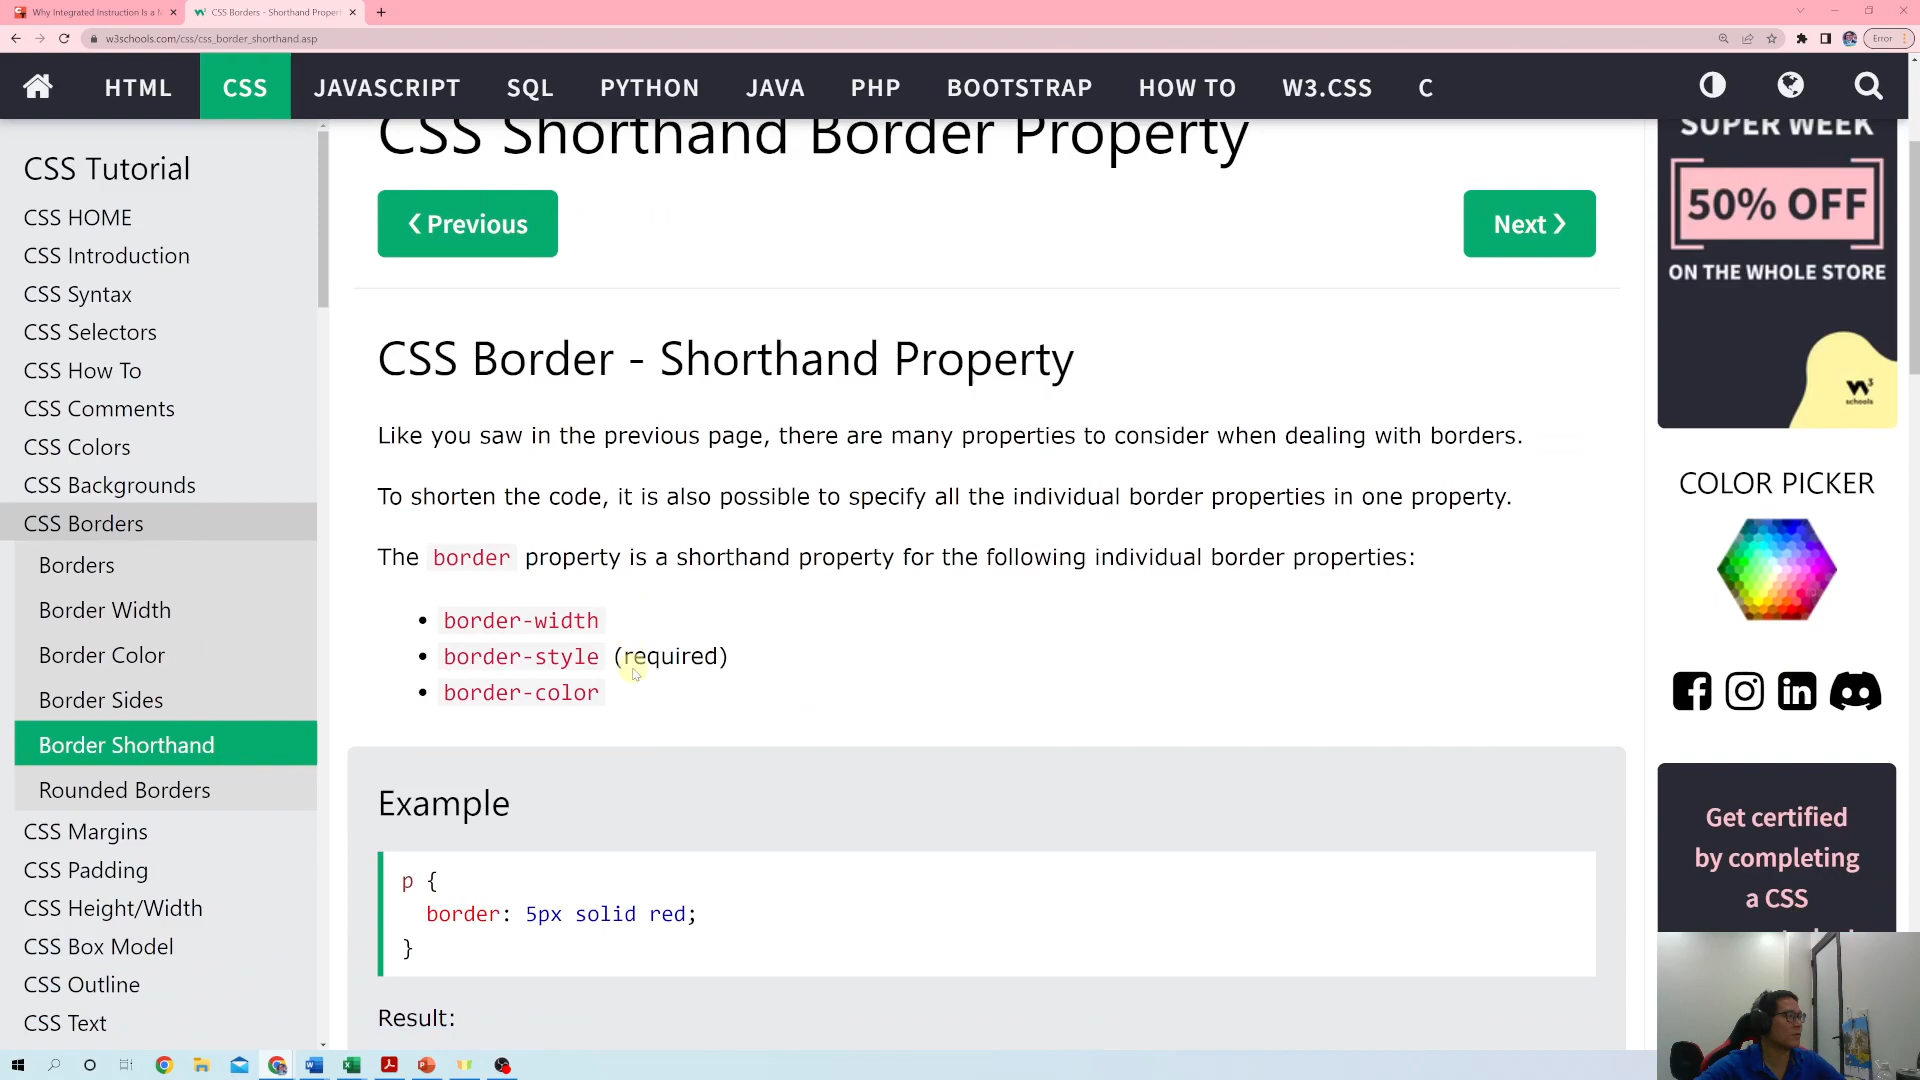 Why Integrated Instruction Is a
CSS Borders - Shorthand Propert
w3schools.com/css/css_border_shorthand.asp
Error
HTML
CSS
JAVASCRIPT
SQL
PYTHON
JAVA
PHP
BOOTSTRAP
HOW TO
W3.CSS
C
CSS Tutorial
CSS HOME
CSS Introduction
CSS Syntax
CSS Selectors
CSS How To
CSS Comments
CSS Colors
CSS Backgrounds
CSS Borders
Borders
Border Width
Border Color
Border Sides
Border Shorthand
Rounded Borders
CSS Margins
CSS Padding
CSS Height/Width
CSS Box Model
CSS Outline
CSS Text
CSS Shorthand Border Property
❮ Previous
Next ❯
CSS Border - Shorthand Property
Like you saw in the previous page, there are many properties to consider when dealing with borders.
To shorten the code, it is also possible to specify all the individual border properties in one property.
The border property is a shorthand property for the following individual border properties:
• border-width
• border-style (required)
• border-color
Example
p {
border: 5px solid red;
}
Result:
SUPER WEEK
50% OFF
ON THE WHOLE STORE
schools
COLOR PICKER
Get certified
by completing
a CSS